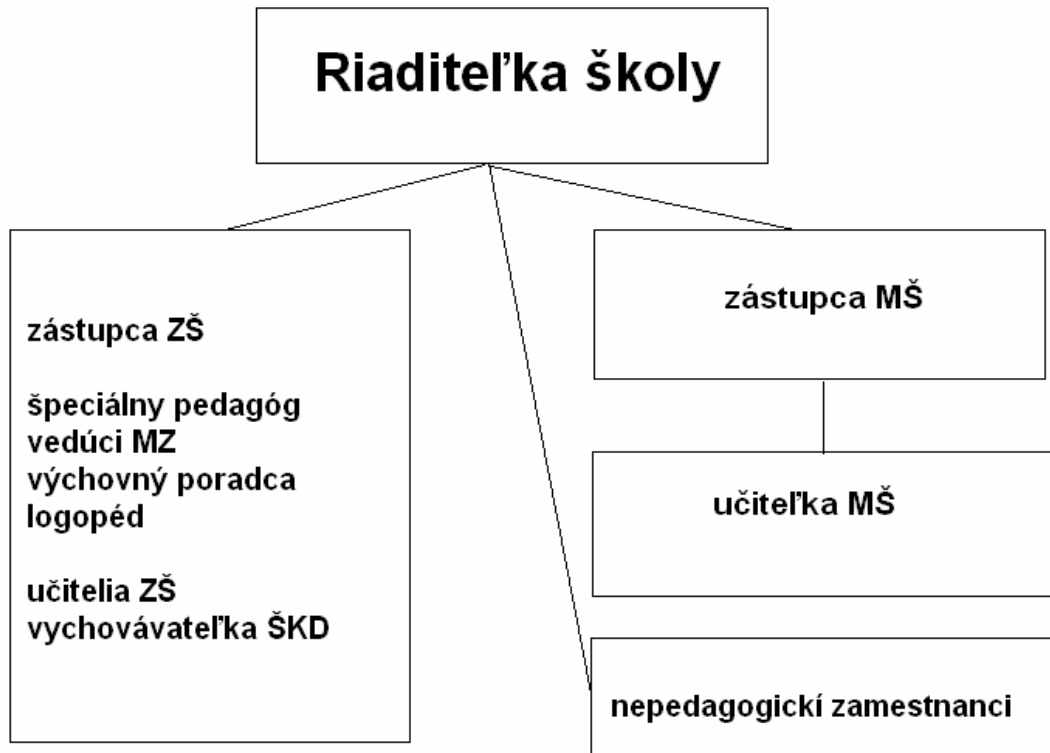 Riaditeľka školy
zástupca ZŠ
špeciálny pedagóg
vedúci MZ
výchovný poradca
logopéd
učitelia ZŠ
vychovávateľka ŠKD
zástupca MŠ
učiteľka MŠ
nepedagogickí zamestnanci